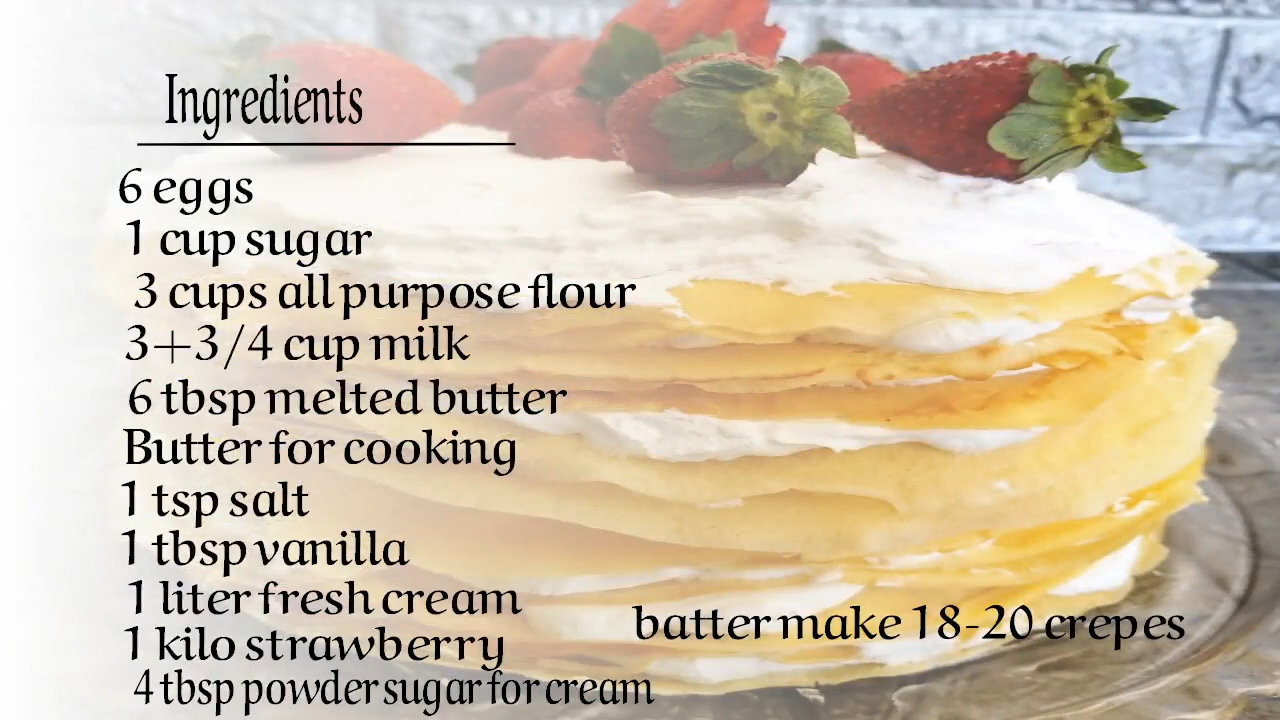 Ingredients
6 eggs
1 cup sugar
3 cups all purpose flour
3+3/4 cup milk
6 tbsp melted butter
Butter for cooking
1 tsp salt
1 tbsp vanilla
1 liter fresh cream
1 kilo strawberry
4 tbsp powder sugar for cream
batter make 18-20 crepes